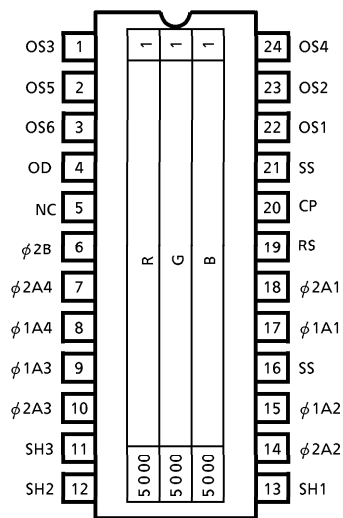 OS3 1 1 1 1 24 OS4
OS5 2 23 OS2
OS6 3 22 OS1
OD 4 21 SS
NC 5 20 CP
ϕ2B 6 R G B 19 RS
ϕ2A4 7 18 ϕ2A1
ϕ1A4 8 17 ϕ1A1
ϕ1A3 9 16 SS
ϕ2A3 10 15 ϕ1A2
SH3 11 14 ϕ2A2
SH2 12 5000 5000 5000 13 SH1